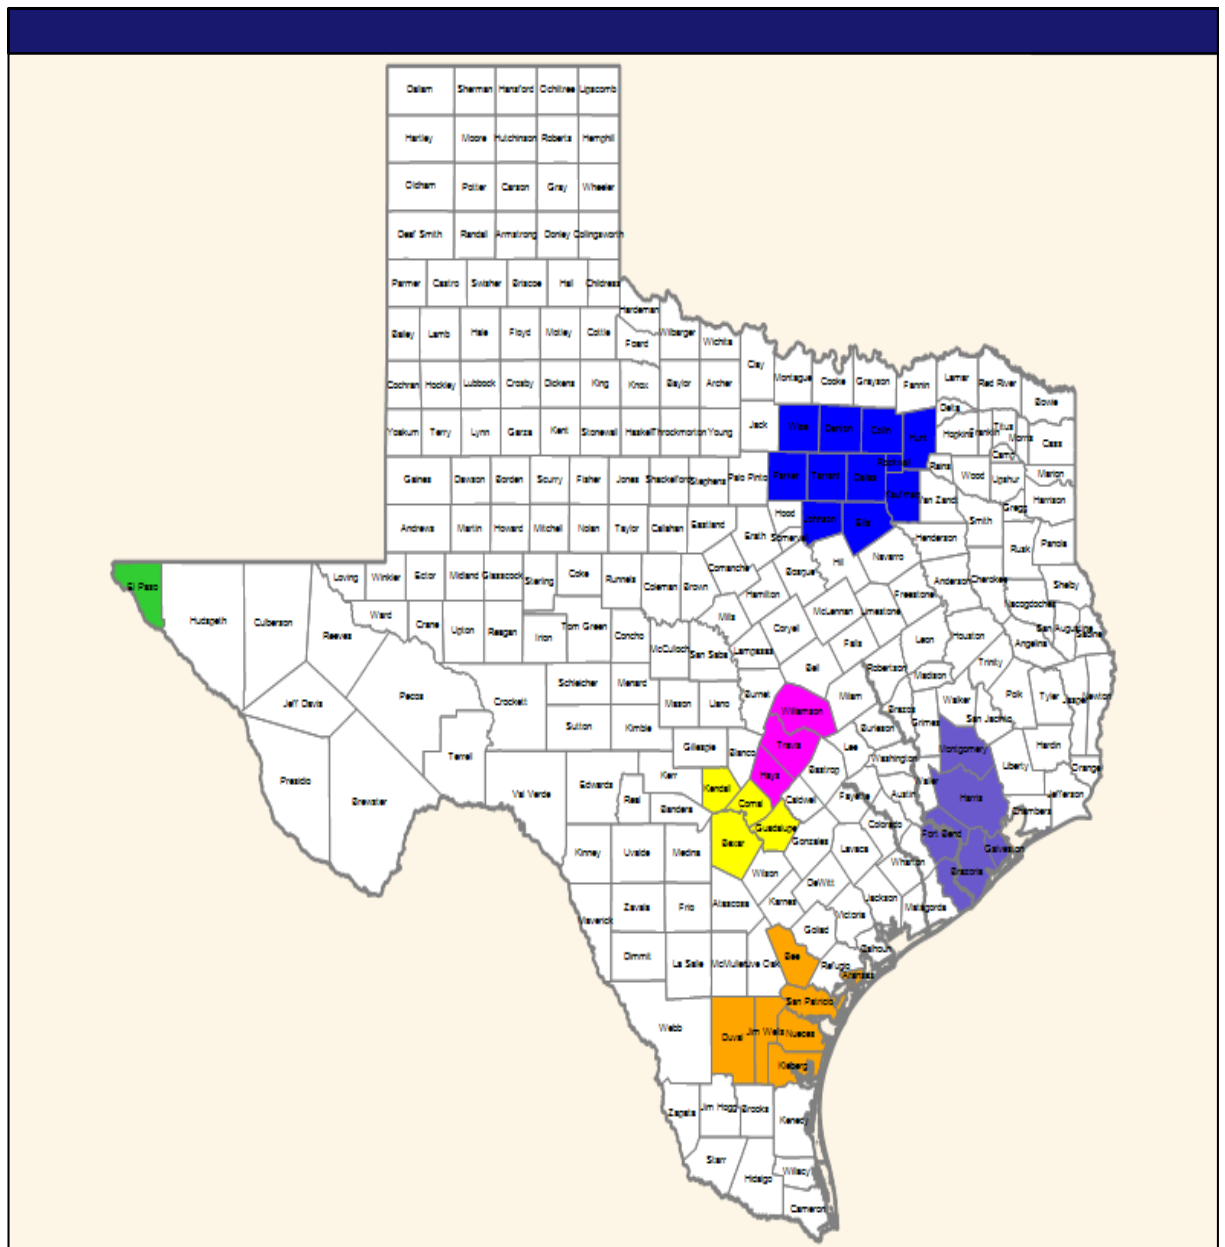 Dallam Sherman Hansford Ochiltree Lipscomb
Hartley Moore Hutchinson Roberts Hemphill
Oldham Potter Carson Gray Wheeler
Deaf Smith Randall Armstrong Donley Collingsworth
Parmer Castro Swisher Briscoe Hall Childress
Hardeman
Bailey Lamb Hale Floyd Motley Cottle Foard Wilbarger Wichita
Clay Montague Cooke Grayson Fannin Lamar Red River Bowie
Cochran Hockley Lubbock Crosby Dickens King Knox Baylor Archer
Delta
Yoakum Terry Lynn Garza Kent Stonewall Haskell Throckmorton Young Jack Wise Denton Collin Hunt Hopkins Franklin Titus Morris Cass
Camp
Gaines Dawson Borden Scurry Fisher Jones Shackelford Stephens Palo Pinto Parker Tarrant Dallas Rockwall Rains Wood Upshur Marion
Kaufman Van Zandt Gregg Harrison
Andrews Martin Howard Mitchell Nolan Taylor Callahan Eastland Erath Hood Somervell Johnson Ellis Henderson Smith Rusk Panola
El Paso Hudspeth Culberson Reeves Loving Winkler Ector Midland Glasscock Sterling Coke Runnels Coleman Brown Comanche Hamilton Bosque Hill Navarro Freestone Anderson Cherokee Shelby
Nacogdoches
Ward Crane Upton Reagan Irion Tom Green Concho McCulloch San Saba Mills Lampasas Coryell McLennan Limestone Falls Leon Houston Angelina San Augustine Sabine
Jeff Davis Pecos Crockett Schleicher Menard Mason Llano Burnet Bell Milam Robertson Madison Trinity Polk Tyler Jasper Newton
Williamson Brazos Grimes Walker San Jacinto
Sutton Kimble Gillespie Blanco Travis Lee Burleson Washington Montgomery Liberty Hardin Orange
Presidio Brewster Terrell Val Verde Edwards Real Kerr Bandera Kendall Comal Hays Bastrop Caldwell Fayette Austin Waller Harris Chambers Jefferson
Kinney Uvalde Medina Bexar Guadalupe Gonzales Lavaca Colorado Wharton Fort Bend Brazoria Galveston
Maverick Zavala Frio Atascosa Wilson Karnes DeWitt Victoria Jackson Matagorda
Dimmit La Salle McMullen Live Oak Bee Goliad Refugio Calhoun Aransas
San Patricio
Webb Duval Jim Wells Nueces
Kleberg
Zapata Jim Hogg Brooks Kenedy
Starr Hidalgo Willacy
Cameron